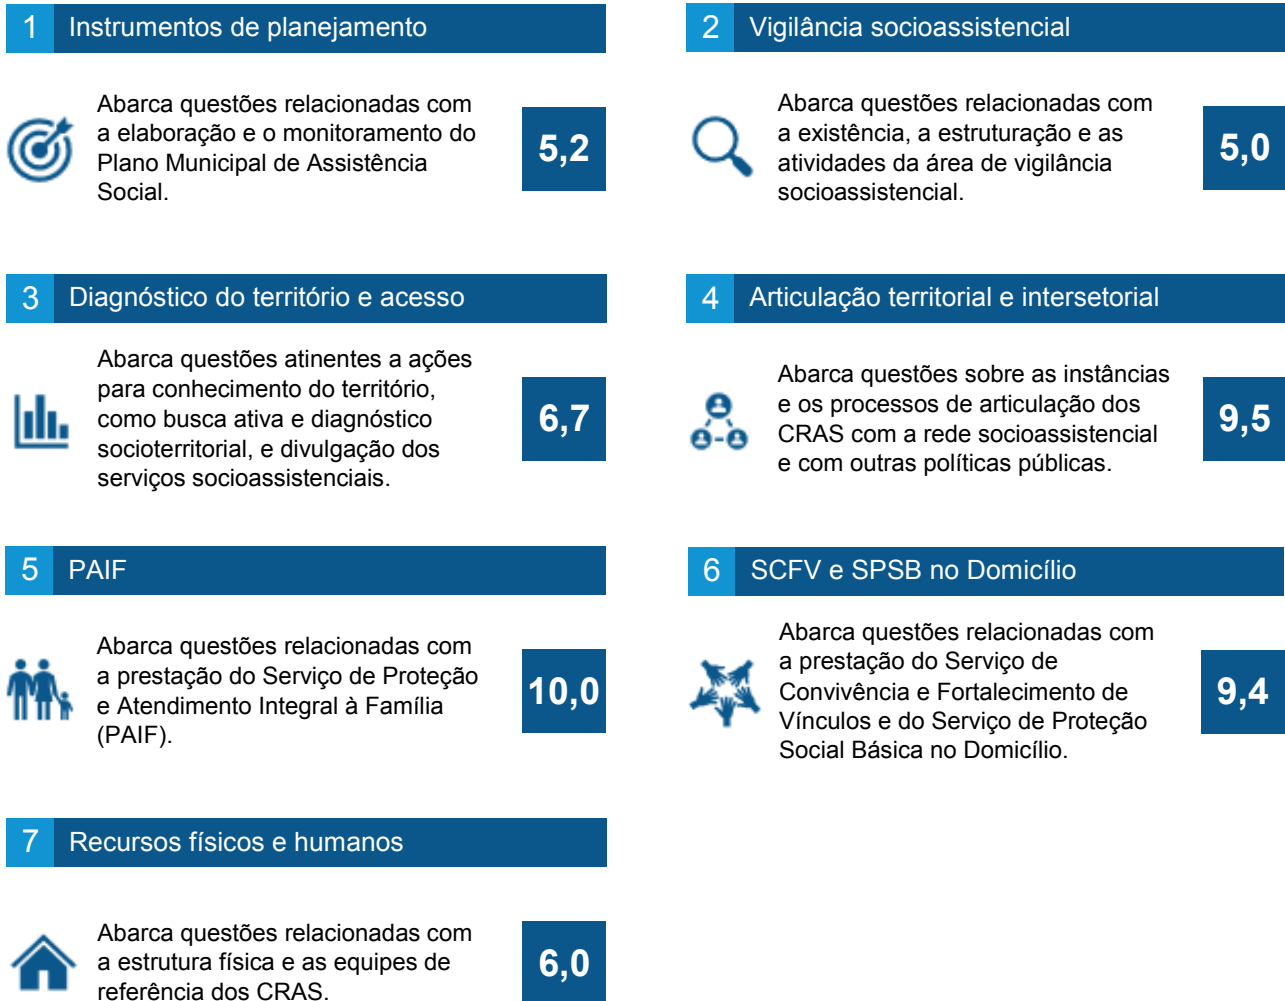 1 Instrumentos de planejamento
Abarca questões relacionadas com
a elaboração e o monitoramento do
Plano Municipal de Assistência
Social.
5,2
2 Vigilância socioassistencial
Abarca questões relacionadas com
a existência, a estruturação e as
atividades da área de vigilância
socioassistencial.
5,0
3 Diagnóstico do território e acesso
Abarca questões atinentes a ações
para conhecimento do território,
como busca ativa e diagnóstico
socioterritorial, e divulgação dos
serviços socioassistenciais.
6,7
4 Articulação territorial e intersetorial
Abarca questões sobre as instâncias
e os processos de articulação dos
CRAS com a rede socioassistencial
e com outras políticas públicas.
9,5
5 PAIF
Abarca questões relacionadas com
a prestação do Serviço de Proteção
e Atendimento Integral à Família
(PAIF).
10,0
6 SCFV e SPSB no Domicílio
Abarca questões relacionadas com
a prestação do Serviço de
Convivência e Fortalecimento de
Vínculos e do Serviço de Proteção
Social Básica no Domicílio.
9,4
7 Recursos físicos e humanos
Abarca questões relacionadas com
a estrutura física e as equipes de
referência dos CRAS.
6,0